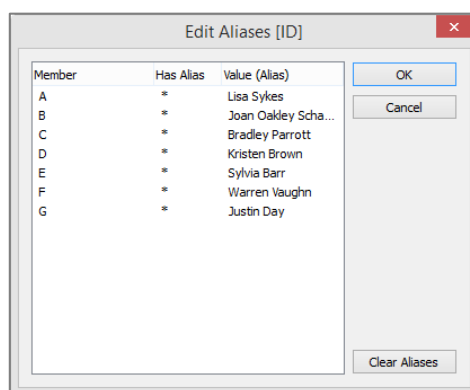 Edit Aliases [ID]
×
Member Has Alias Value (Alias)
A * Lisa Sykes
B * Joan Oakley Scha...
C * Bradley Parrott
D * Kristen Brown
E * Sylvia Barr
F * Warren Vaughn
G * Justin Day
OK
Cancel
Clear Aliases